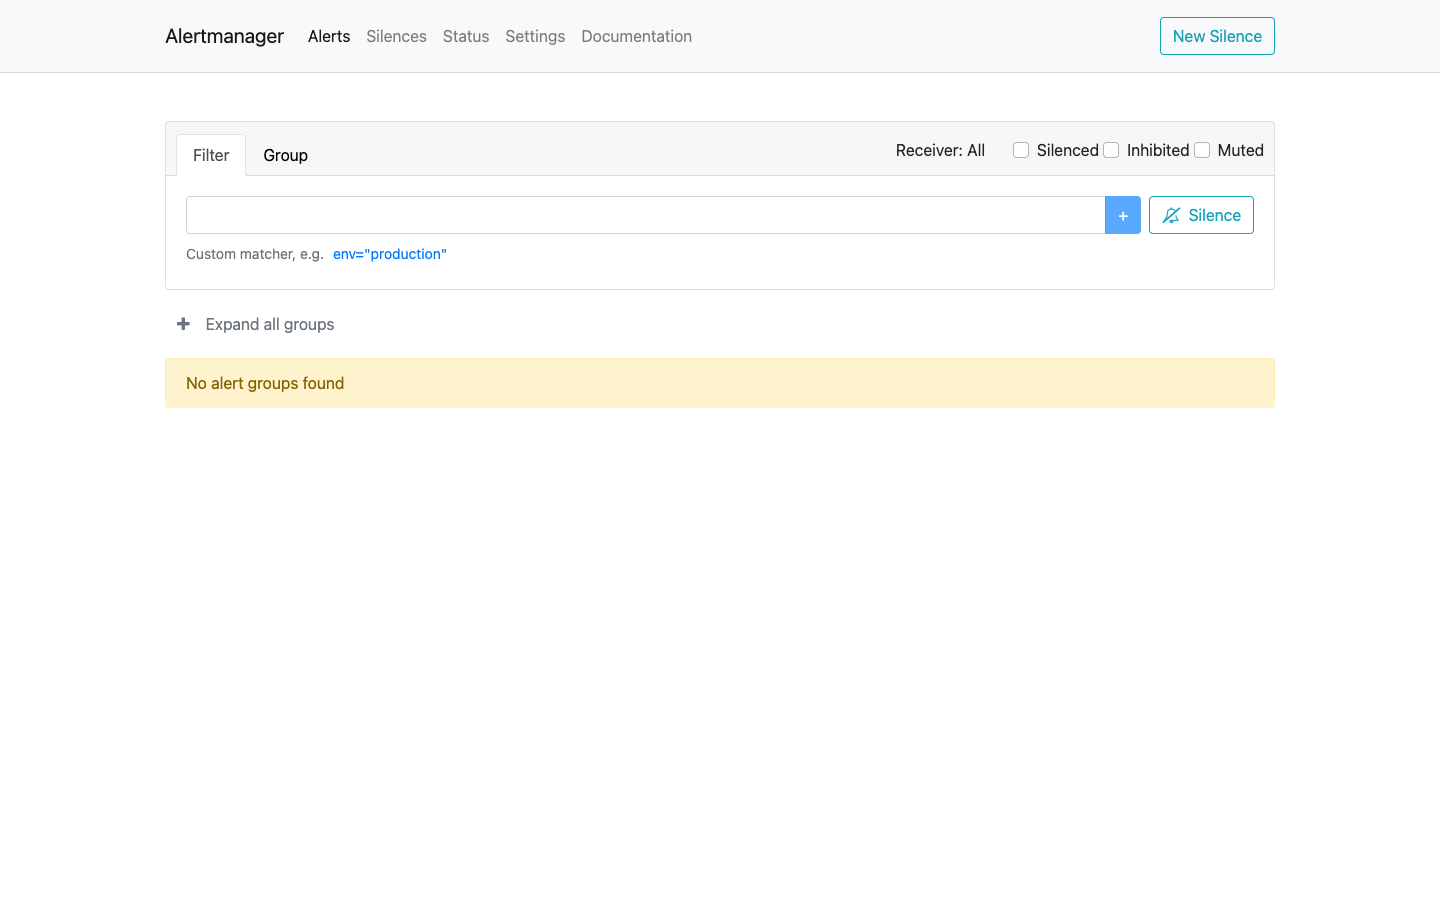 Alertmanager Alerts Silences Status Settings Documentation New Silence
Filter Group Receiver: All Silenced Inhibited Muted
+ Silence
Custom matcher, e.g. env="production"
+ Expand all groups
No alert groups found